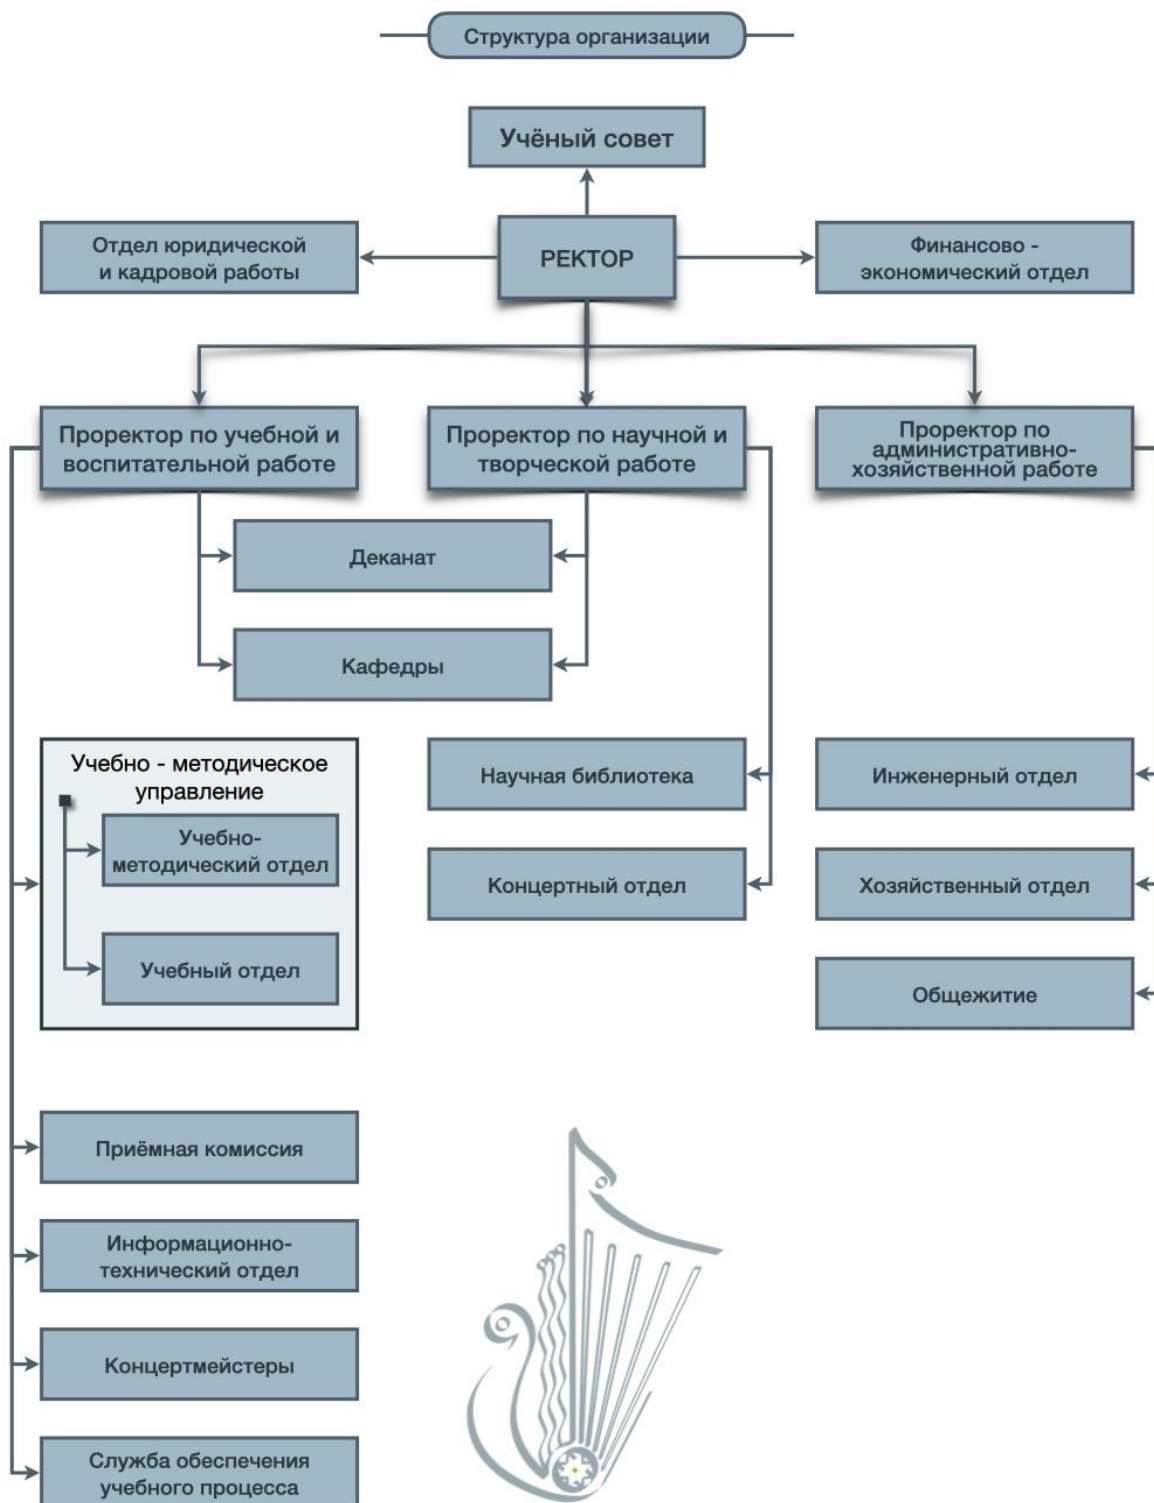 Структура организации
Учёный совет
Отдел юридической
и кадровой работы
РЕКТОР
Финансово -
экономический отдел
Проректор по учебной и
воспитательной работе
Проректор по научной и
творческой работе
Проректор по
административно-
хозяйственной работе
Деканат
Кафедры
Учебно - методическое
управление
Учебно-
методический отдел
Учебный отдел
Научная библиотека
Концертный отдел
Инженерный отдел
Хозяйственный отдел
Общежитие
Приёмная комиссия
Информационно-
технический отдел
Концертмейстеры
Служба обеспечения
учебного процесса